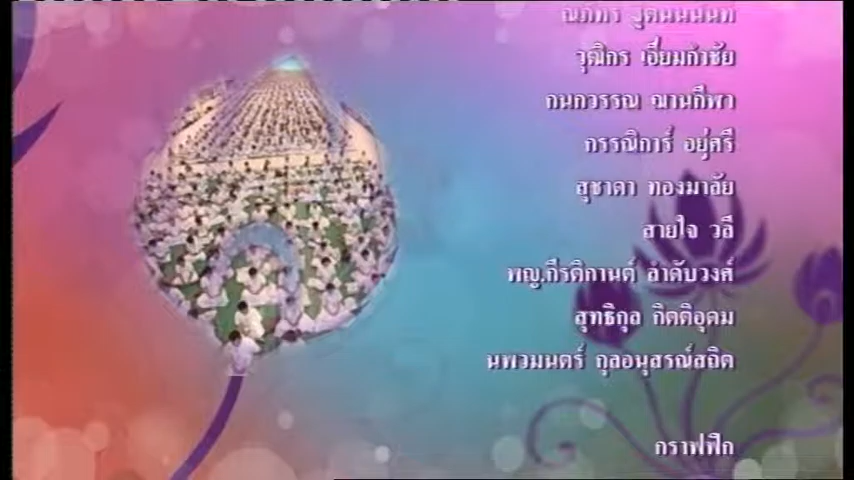 วุฒิกร เอี่ยมกำชัย
กนกวรรณ ฌานกีฬา
กรรณิการ์ อยู่ศรี
สุชาดา ทองมาลัย
สายใจ วลี
พญ.กีรติกานต์ ลำดับวงศ์
สุทธิกุล กิตติอุดม
นพวมนตร์ กุลอนุสรณ์สถิต
กราฟฟิก